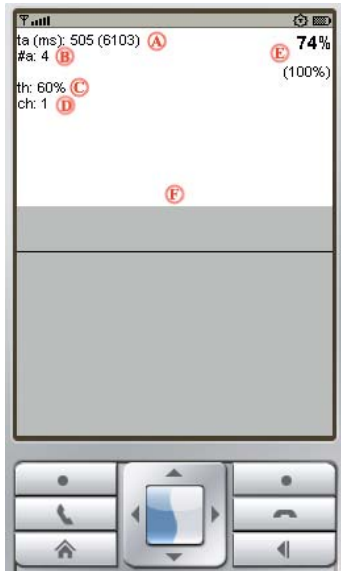 ta (ms): 505 (6103) A
74%
#a: 4 B
E
(100%)
th: 60% C
ch: 1 D
F